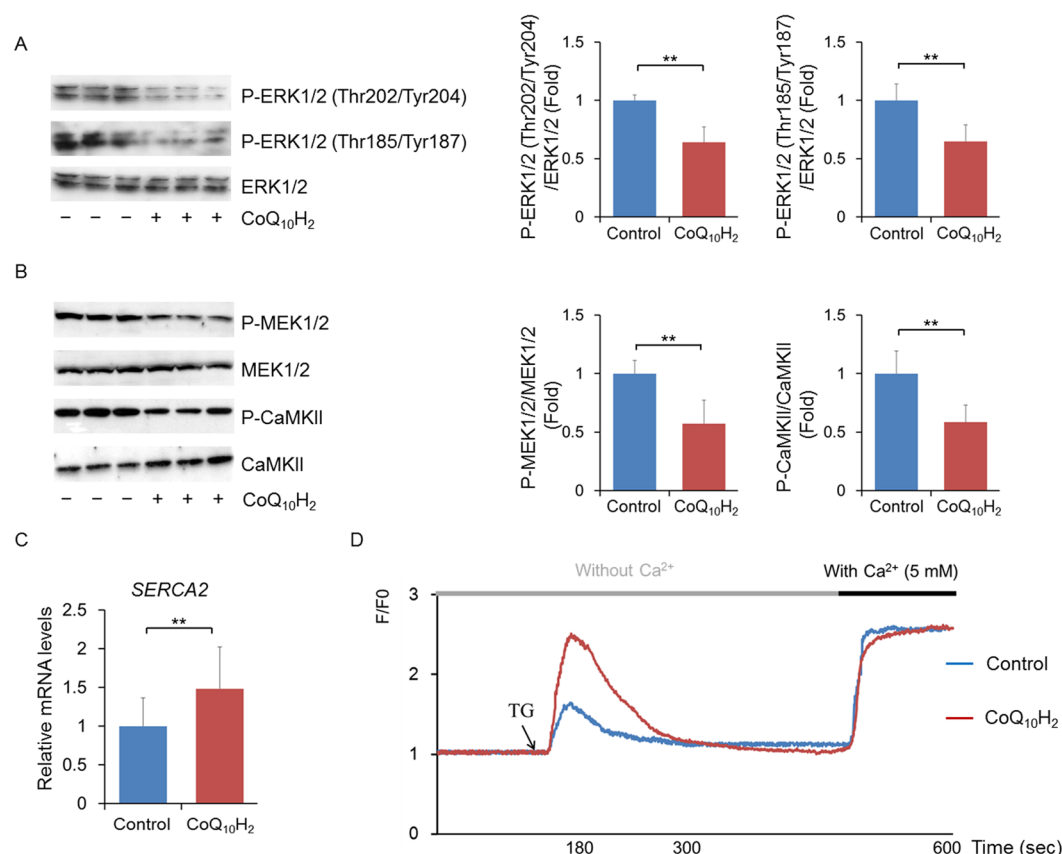 A
P-ERK1/2 (Thr202/Tyr204)
P-ERK1/2 (Thr185/Tyr187)
ERK1/2
− − − + + + CoQ₁₀H₂
P-ERK1/2 (Thr202/Tyr204)
/ERK1/2 (Fold)
1.5
1
0.5
0
**
Control CoQ₁₀H₂
P-ERK1/2 (Thr185/Tyr187)
/ERK1/2 (Fold)
1.5
1
0.5
0
**
Control CoQ₁₀H₂
B
P-MEK1/2
MEK1/2
P-CaMKII
CaMKII
− − − + + + CoQ₁₀H₂
P-MEK1/2/MEK1/2
(Fold)
1.5
1
0.5
0
**
Control CoQ₁₀H₂
P-CaMKII/CaMKII
(Fold)
1.5
1
0.5
0
**
Control CoQ₁₀H₂
C
SERCA2
Relative mRNA levels
2.5
2
1.5
1
0.5
0
**
Control CoQ₁₀H₂
D
Without Ca²⁺ With Ca²⁺ (5 mM)
F/F0
3
2
1
0
TG
Control
CoQ₁₀H₂
180 300 600 Time (sec)